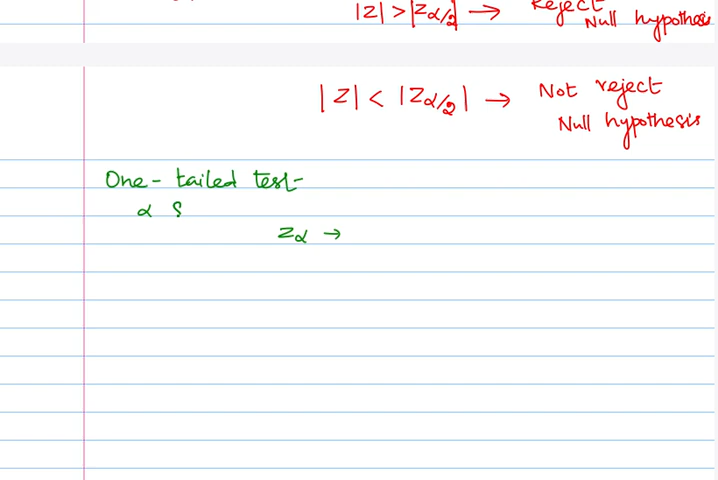 |Z| > |Zα/2| → Reject
Null hypothesis
|Z| < |Zα/2| → Not reject
Null hypothesis
One-tailed test-
α S
Zα →